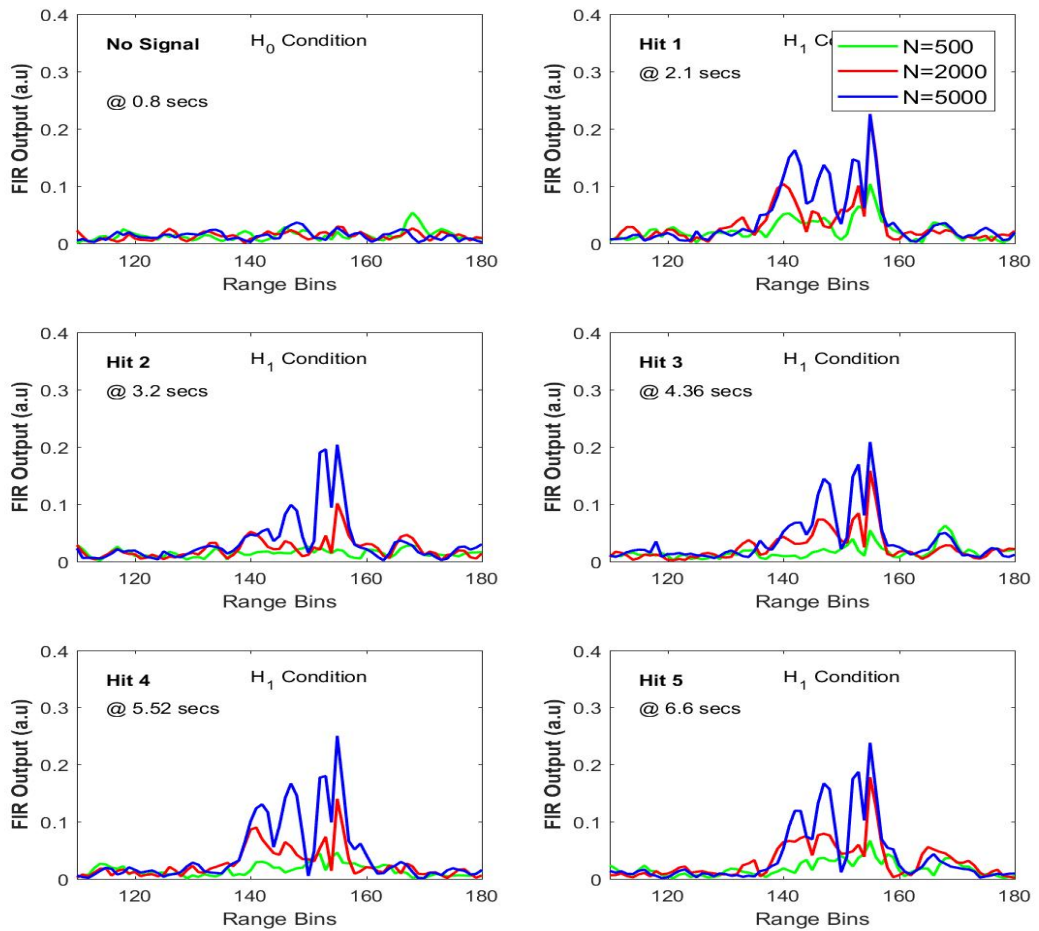 No Signal
H0 Condition
@ 0.8 secs
FIR Output (a.u)
0.4
0.3
0.2
0.1
0
120 140 160 180
Range Bins
Hit 1
H1 Co
@ 2.1 secs
N=500
N=2000
N=5000
FIR Output (a.u)
0.4
0.3
0.2
0.1
0
120 140 160 180
Range Bins
Hit 2
H1 Condition
@ 3.2 secs
FIR Output (a.u)
0.4
0.3
0.2
0.1
0
120 140 160 180
Range Bins
Hit 3
H1 Condition
@ 4.36 secs
FIR Output (a.u)
0.4
0.3
0.2
0.1
0
120 140 160 180
Range Bins
Hit 4
H1 Condition
@ 5.52 secs
FIR Output (a.u)
0.4
0.3
0.2
0.1
0
120 140 160 180
Range Bins
Hit 5
H1 Condition
@ 6.6 secs
FIR Output (a.u)
0.4
0.3
0.2
0.1
0
120 140 160 180
Range Bins